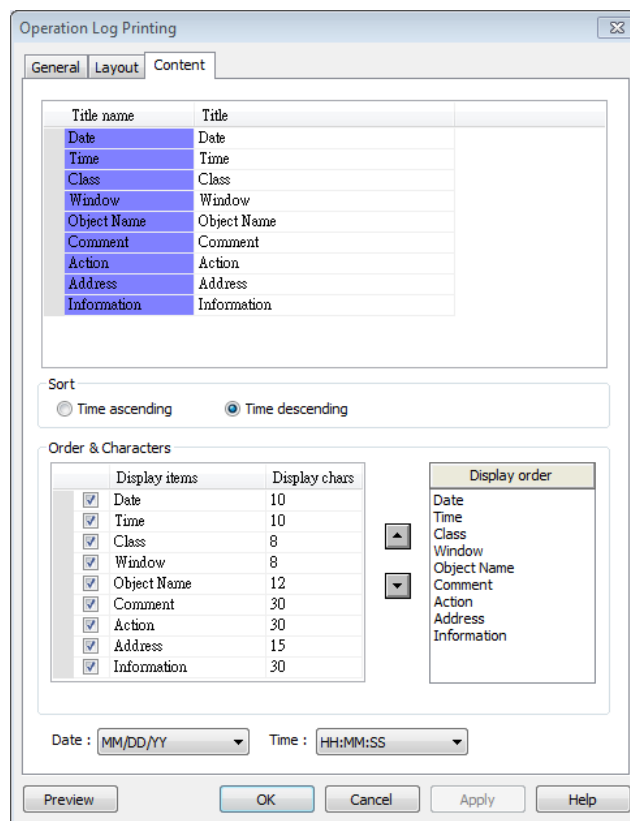 Operation Log Printing
General Layout Content
Title name Title
Date Date
Time Time
Class Class
Window Window
Object Name Object Name
Comment Comment
Action Action
Address Address
Information Information
Sort
Time ascending Time descending
Order & Characters
Display items Display chars
Date 10
Time 10
Class 8
Window 8
Object Name 12
Comment 30
Action 30
Address 15
Information 30
Display order
Date
Time
Class
Window
Object Name
Comment
Action
Address
Information
Date : MM/DD/YY Time : HH:MM:SS
Preview OK Cancel Apply Help